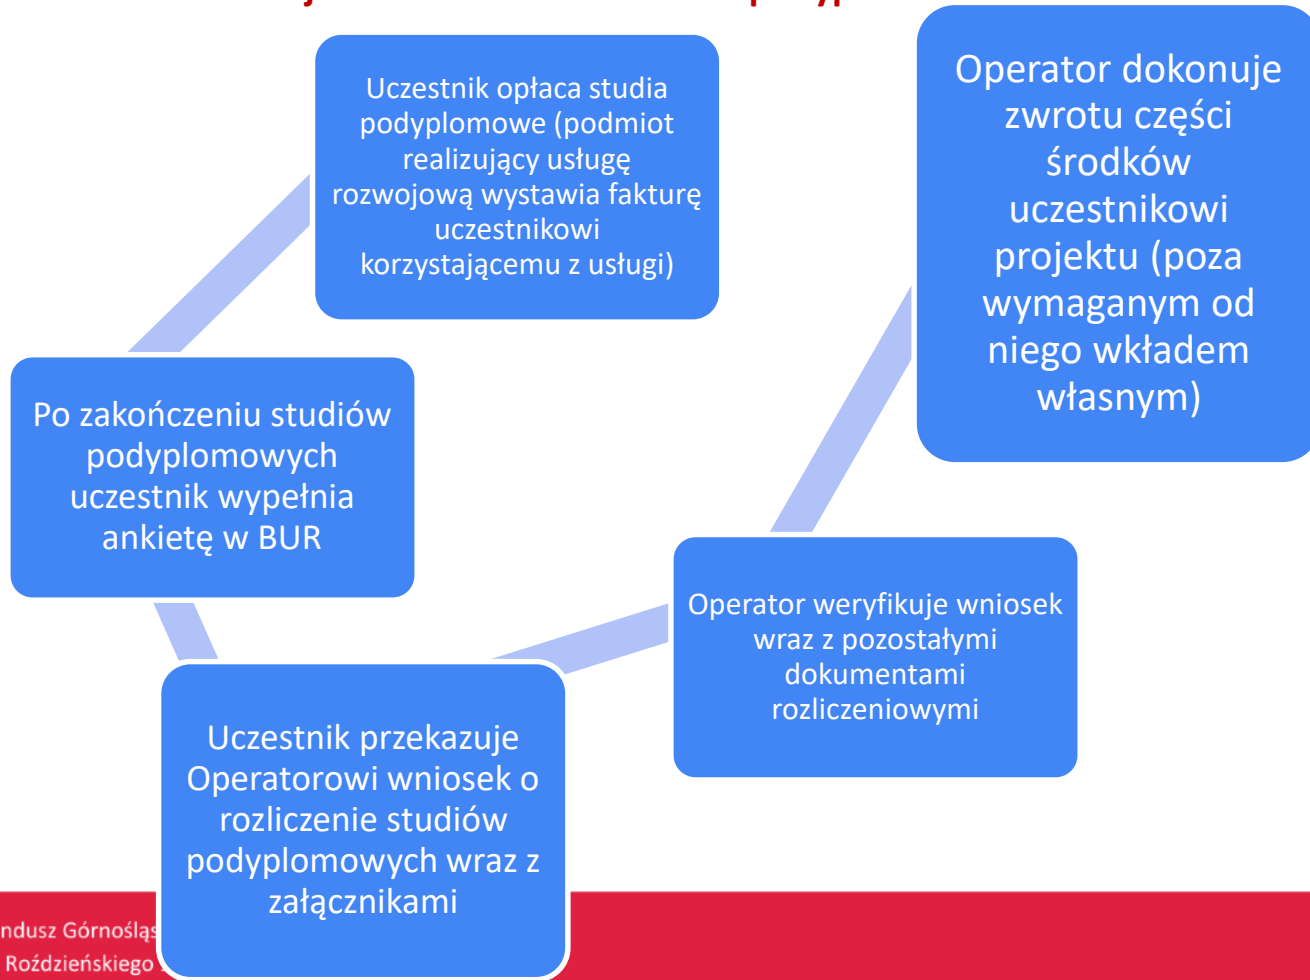 Uczestnik opłaca studia
podyplomowe (podmiot
realizujący usługę
rozwojową wystawia fakturę
uczestnikowi
korzystającemu z usługi)
Po zakończeniu studiów
podyplomowych
uczestnik wypełnia
ankietę w BUR
Uczestnik przekazuje
Operatorowi wniosek o
rozliczenie studiów
podyplomowych wraz z
załącznikami
Operator weryfikuje wniosek
wraz z pozostałymi
dokumentami
rozliczeniowymi
Operator dokonuje
zwrotu części
środków
uczestnikowi
projektu (poza
wymaganym od
niego wkładem
własnym)
ndusz Górnośląs
Roździeńskiego